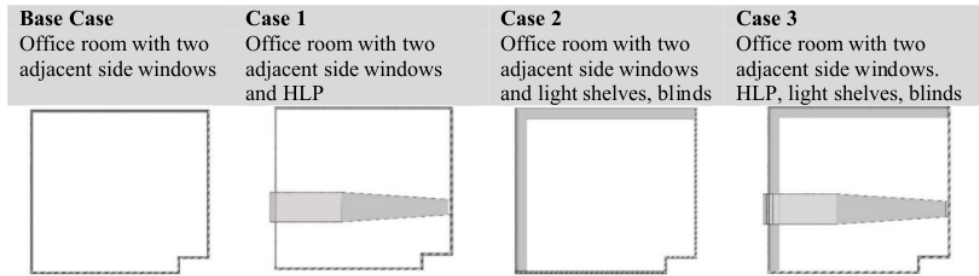 Base Case
Office room with two
adjacent side windows
Case 1
Office room with two
adjacent side windows
and HLP
Case 2
Office room with two
adjacent side windows
and light shelves, blinds
Case 3
Office room with two
adjacent side windows.
HLP, light shelves, blinds